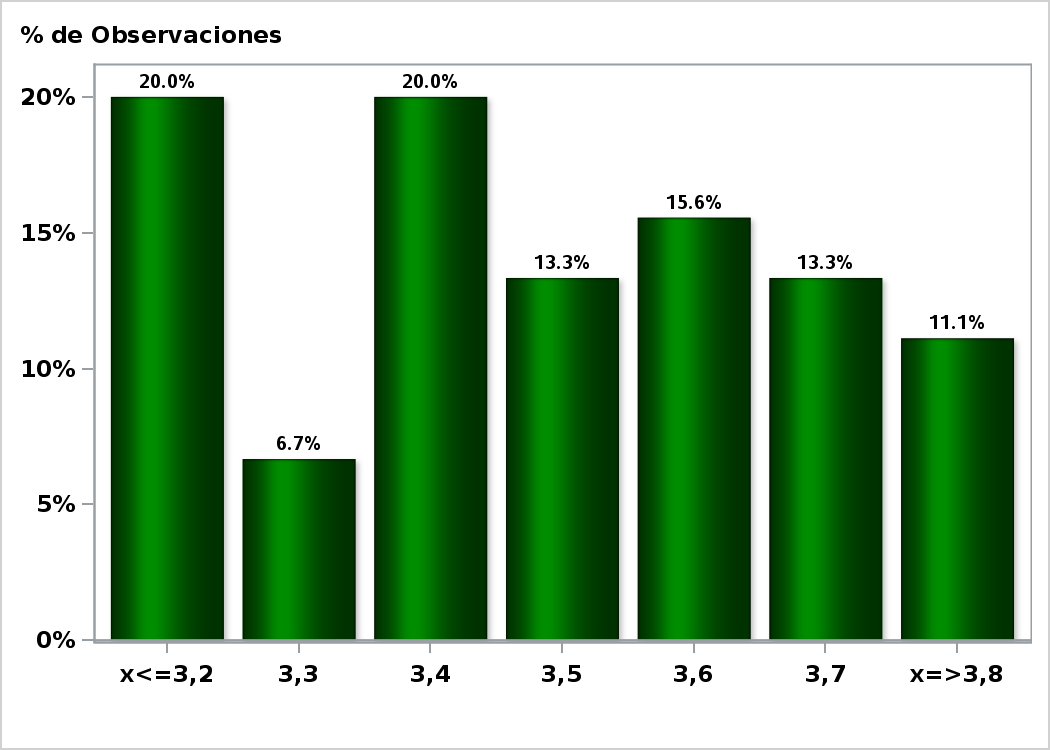 % de Observaciones
20.0% 6.7% 20.0% 13.3% 15.6% 13.3% 11.1%
20%
15%
10%
5%
0%
x<=3,2 3,3 3,4 3,5 3,6 3,7 x=>3,8